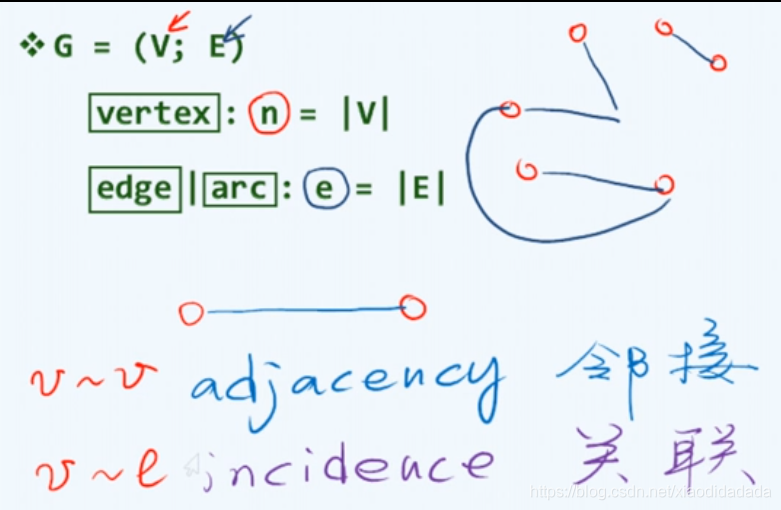 ❖ G = (V; E)
vertex: n = |V|
edge|arc: e = |E|
v~v adjacency 邻接
v~e incidence 关联
https://blog.csdn.net/xiaodidadada